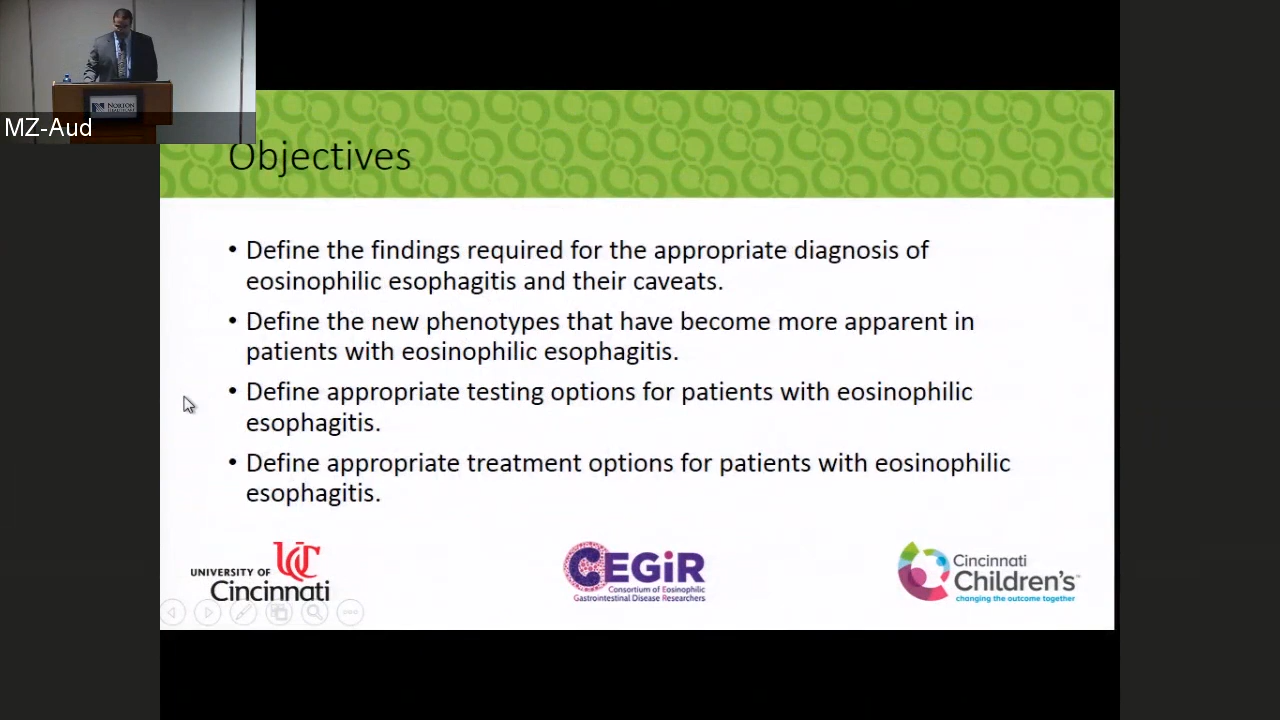 NORTON
MZ-Aud
Objectives
• Define the findings required for the appropriate diagnosis of
eosinophilic esophagitis and their caveats.
• Define the new phenotypes that have become more apparent in
patients with eosinophilic esophagitis.
• Define appropriate testing options for patients with eosinophilic
esophagitis.
• Define appropriate treatment options for patients with eosinophilic
esophagitis.
UC
UNIVERSITY OF
Cincinnati
CEGiR
Consortium of Eosinophilic
Gastrointestinal Disease Researchers
Cincinnati
Children's™
changing the outcome together